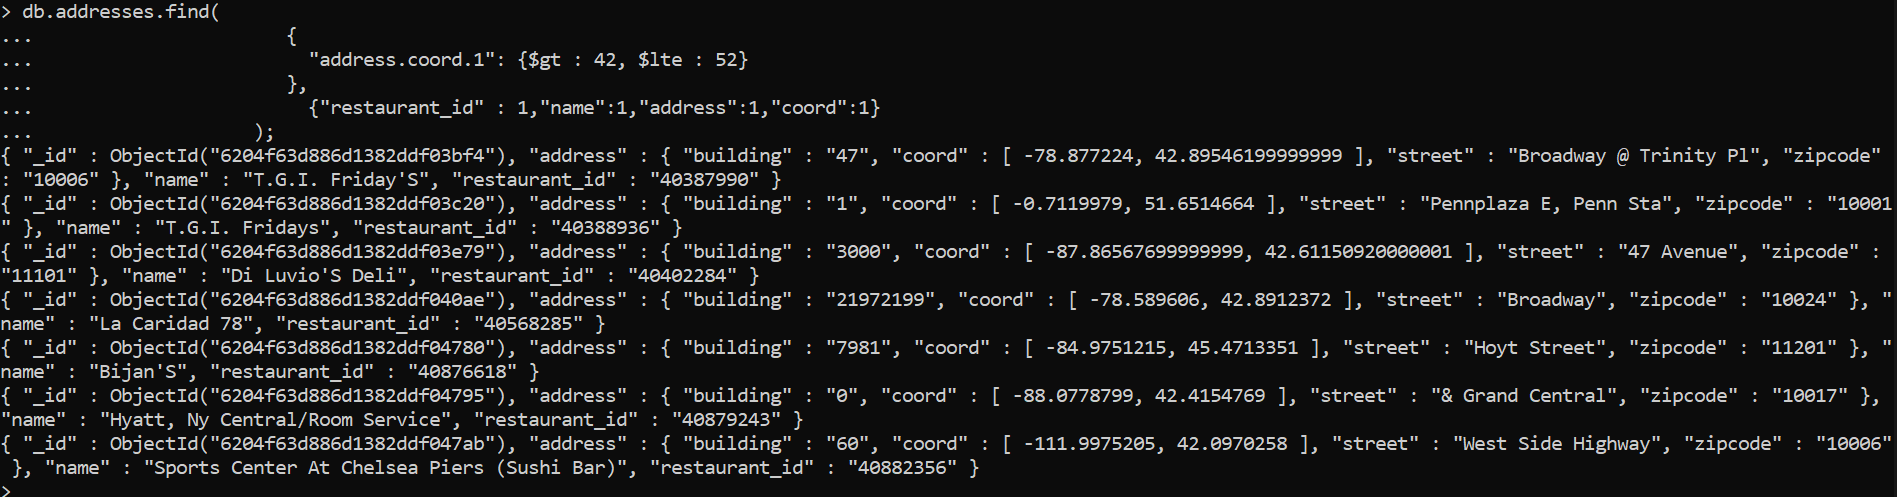 > db.addresses.find(
...                     {
...                       "address.coord.1": {$gt : 42, $lte : 52}
...                     },
...                       {"restaurant_id" : 1,"name":1,"address":1,"coord":1}
...                  );
{ "_id" : ObjectId("6204f63d886d1382ddf03bf4"), "address" : { "building" : "47", "coord" : [ -78.877224, 42.89546199999999 ], "street" : "Broadway @ Trinity Pl", "zipcode"
: "10006" }, "name" : "T.G.I. Friday'S", "restaurant_id" : "40387990" }
{ "_id" : ObjectId("6204f63d886d1382ddf03c20"), "address" : { "building" : "1", "coord" : [ -0.7119979, 51.6514664 ], "street" : "Pennplaza E, Penn Sta", "zipcode" : "10001
" }, "name" : "T.G.I. Fridays", "restaurant_id" : "40388936" }
{ "_id" : ObjectId("6204f63d886d1382ddf03e79"), "address" : { "building" : "3000", "coord" : [ -87.86567699999999, 42.61150920000001 ], "street" : "47 Avenue", "zipcode" :
"11101" }, "name" : "Di Luvio'S Deli", "restaurant_id" : "40402284" }
{ "_id" : ObjectId("6204f63d886d1382ddf040ae"), "address" : { "building" : "21972199", "coord" : [ -78.589606, 42.8912372 ], "street" : "Broadway", "zipcode" : "10024" }, "
name" : "La Caridad 78", "restaurant_id" : "40568285" }
{ "_id" : ObjectId("6204f63d886d1382ddf04780"), "address" : { "building" : "7981", "coord" : [ -84.9751215, 45.4713351 ], "street" : "Hoyt Street", "zipcode" : "11201" }, "
name" : "Bijan'S", "restaurant_id" : "40876618" }
{ "_id" : ObjectId("6204f63d886d1382ddf04795"), "address" : { "building" : "0", "coord" : [ -88.0778799, 42.4154769 ], "street" : "& Grand Central", "zipcode" : "10017" },
"name" : "Hyatt, Ny Central/Room Service", "restaurant_id" : "40879243" }
{ "_id" : ObjectId("6204f63d886d1382ddf047ab"), "address" : { "building" : "60", "coord" : [ -111.9975205, 42.0970258 ], "street" : "West Side Highway", "zipcode" : "10006"
 }, "name" : "Sports Center At Chelsea Piers (Sushi Bar)", "restaurant_id" : "40882356" }
>